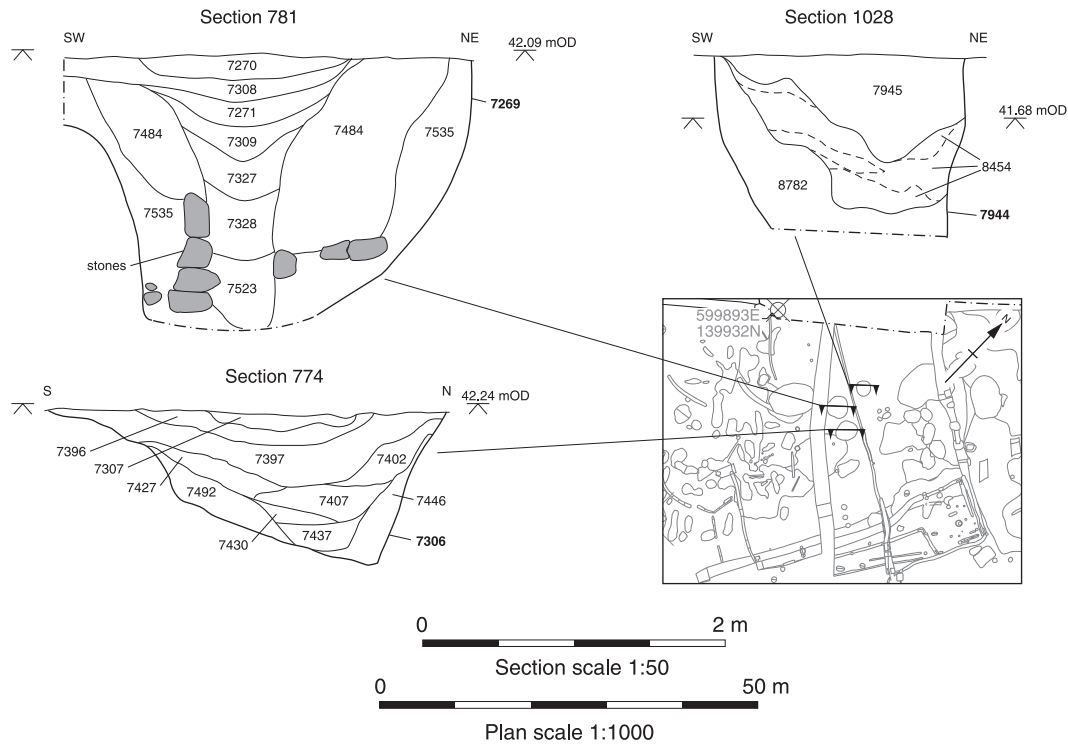 Section 781
SW
NE
42.09 mOD
7270
7308
7271
7269
7484
7309
7484
7535
7327
7535
7328
stones
7523
Section 1028
SW
NE
7945
41.68 mOD
8454
8782
7944
Section 774
S
N
42.24 mOD
7396
7307
7397
7402
7427
7492
7407
7446
7430
7437
7306
599893E
139932N
N
0
2 m
Section scale 1:50
0
50 m
Plan scale 1:1000